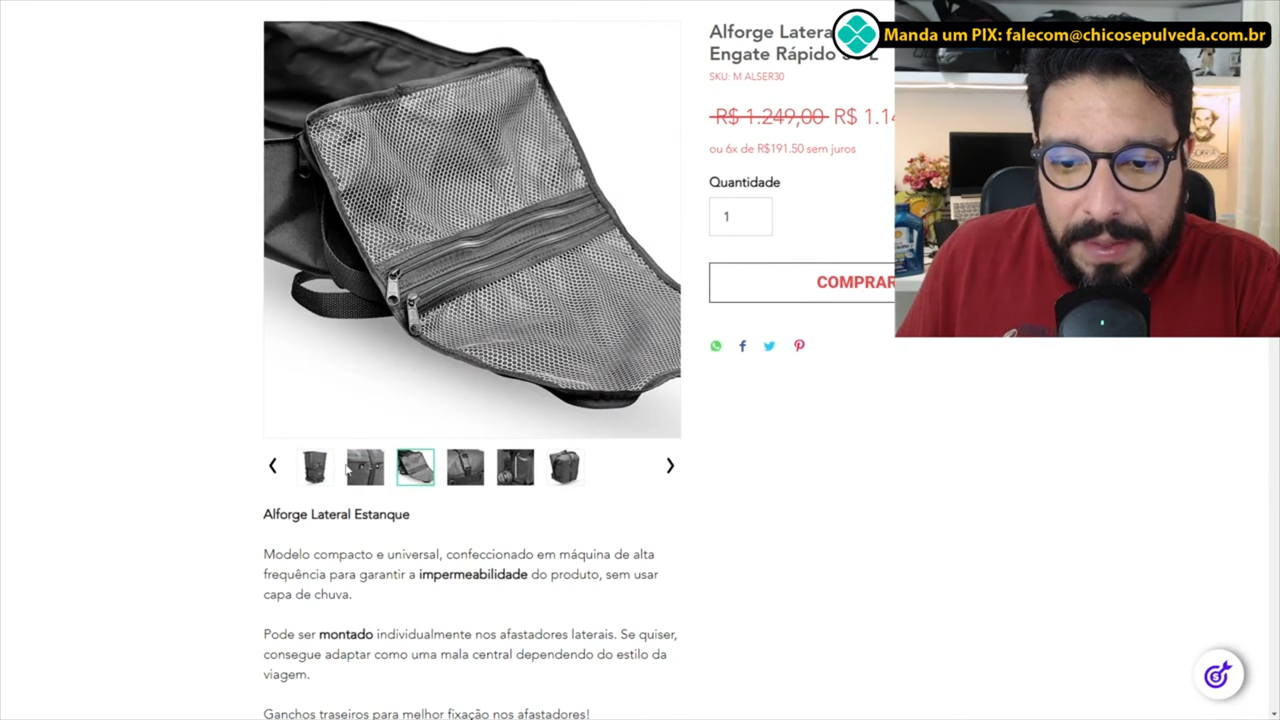 Manda um PIX: falecom@chicosepulveda.com.br
Alforge Latera
Engate Rápido
SKU: M ALSER30
R$ 1.249,00 R$ 1.14
ou 6x de R$191.50 sem juros
Quantidade
1
COMPRAR
Alforge Lateral Estanque
Modelo compacto e universal, confeccionado em máquina de alta
frequência para garantir a impermeabilidade do produto, sem usar
capa de chuva.
Pode ser montado individualmente nos afastadores laterais. Se quiser,
consegue adaptar como uma mala central dependendo do estilo da
viagem.
Ganchos traseiros para melhor fixação nos afastadores!